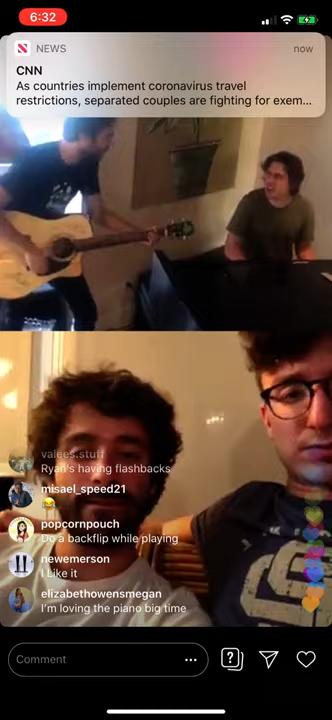 6:32
NEWS
now
CNN
As countries implement coronavirus travel
restrictions, separated couples are fighting for exem...
valees.stuff
Ryan's having flashbacks
misael_speed21
😂
popcornpouch
Do a backflip while playing
newemerson
I Like it
elizabethowensmegan
I'm loving the piano big time
Comment